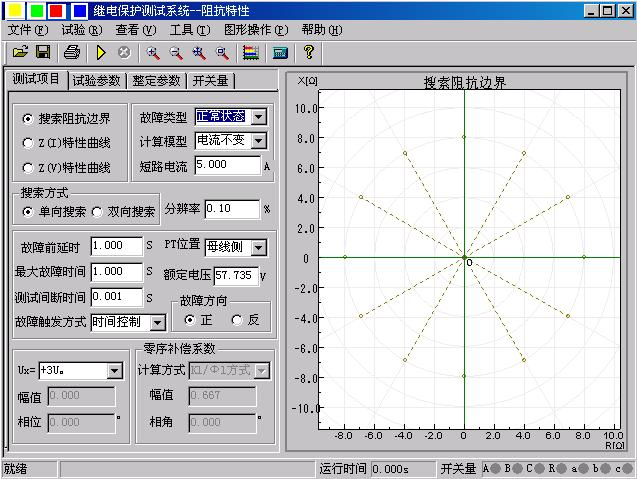 继电保护测试系统--阻抗特性
文件(F) 试验(R) 查看(V) 工具(T) 图形操作(P) 帮助(H)
测试项目 试验参数 整定参数 开关量
搜索阻抗边界
Z(I)特性曲线
Z(V)特性曲线
故障类型 正常状态
计算模型 电流不变
短路电流 5.000 A
搜索方式
单向搜索 双向搜索
分辨率 0.10 %
故障前延时 1.000 S
最大故障时间 1.000 S
测试间断时间 0.001 S
故障触发方式 时间控制
PT位置 母线侧
额定电压 57.735 V
故障方向
正 反
Ux= +3U₀
幅值 0.000
相位 0.000 °
零序补偿系数
计算方式 K1/Φ1方式
幅值 0.667
相角 0.000 °
X[Ω] 搜索阻抗边界
10.0
8.0
6.0
4.0
2.0
0
0
-2.0
-4.0
-6.0
-8.0
-10.0
-8.0 -6.0 -4.0 -2.0 0 2.0 4.0 6.0 8.0 10.0
R[Ω]
就绪 运行时间 0.000s 开关量 A B C R a b c